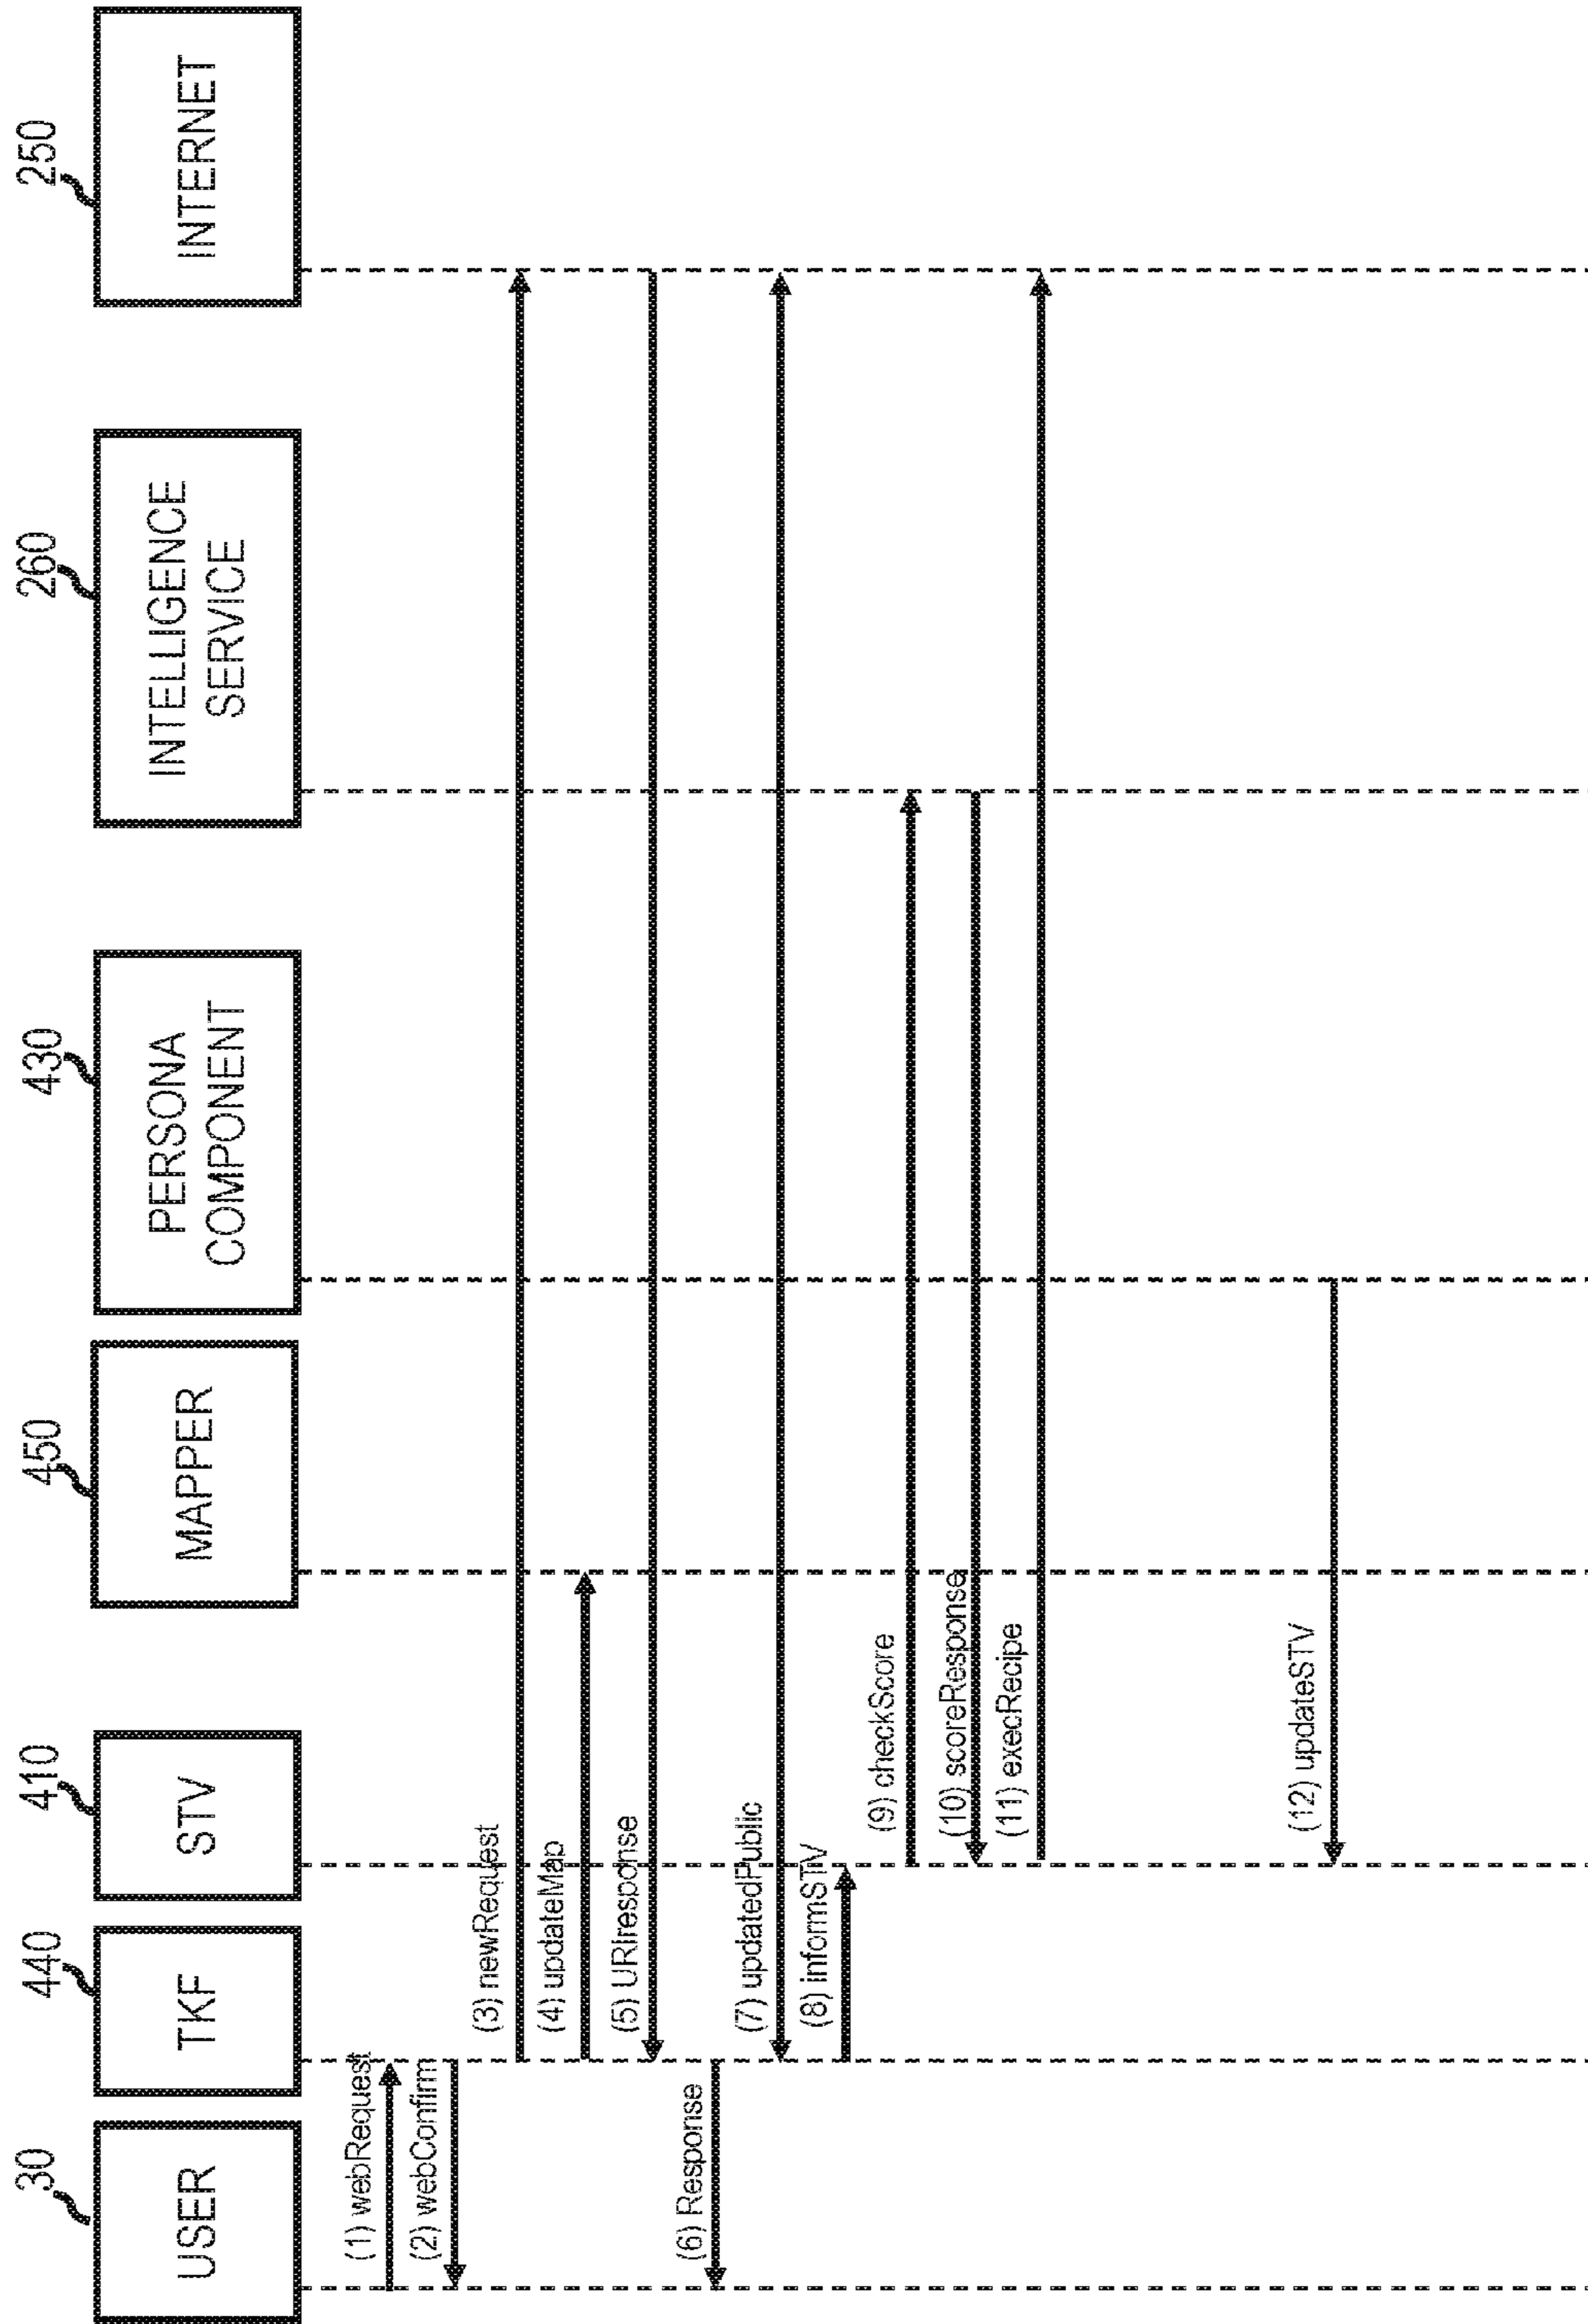 30
440
410
450
430
260
250
USER
TKF
STV
MAPPER
PERSONA
COMPONENT
INTELLIGENCE
SERVICE
INTERNET
(1) webRequest
(2) webConfirm
(3) newRequest
(4) updateMap
(5) URIresponse
(6) Response
(7) updatedPublic
(8) informSTV
(9) checkScore
(10) scoreResponse
(11) execRecipe
(12) updateSTV